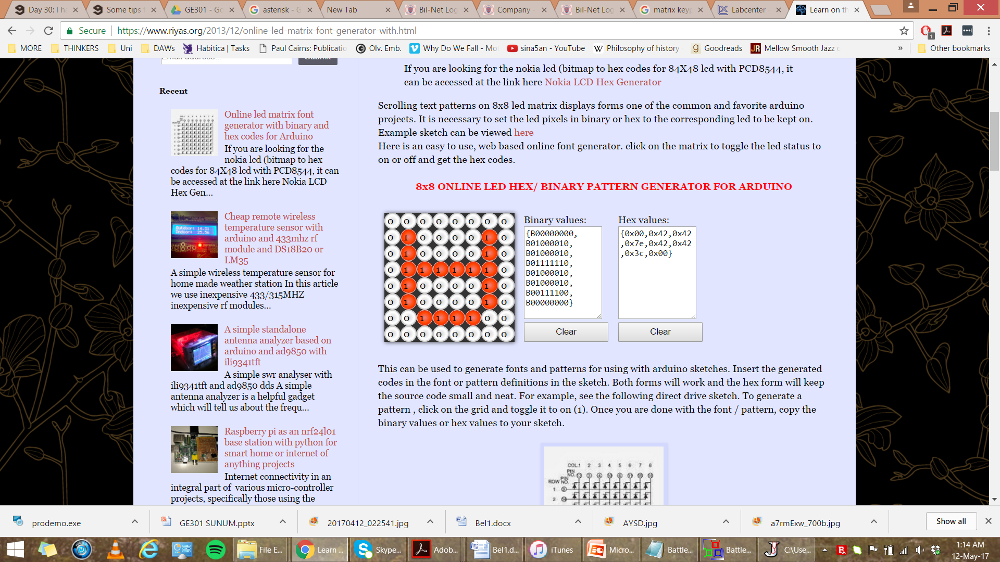 Day 30: I ha
Some tips f
GE301 - Go
asterisk - G
New Tab
Bil-Net Log
Company -
Bil-Net Log
matrix keyp
Labcenter -
Learn on th
Secure
https://www.riyas.org/2013/12/online-led-matrix-font-generator-with.html
1
MORE
THINKERS
Uni
DAWs
Habitica | Tasks
Paul Cairns: Publicatio
Olv. Emb.
Why Do We Fall - Mo
sina5an - YouTube
Philosophy of history
Goodreads
Mellow Smooth Jazz
»
Other bookmarks
Email address...
Submit
Recent
Online led matrix font
generator with binary and
hex codes for Arduino
If you are looking for the
nokia lcd (bitmap to hex
codes for 84X48 lcd with PCD8544, it can
be accessed at the link here Nokia LCD
Hex Gen...
Cheap remote wireless
temperature sensor with
arduino and 433mhz rf
module and DS18B20 or
LM35
A simple wireless temperature sensor for
home made weather station In this article
we use inexpensive 433/315MHZ
inexpensive rf modules...
A simple standalone
antenna analyzer based on
arduino and ad9850 with
ili9341tft
A simple swr analyser with
ili9341tft and ad9850 dds A simple
antenna analyzer is a helpful gadget
which will tell us about the frequ...
Raspberry pi as an nrf24l01
base station with python for
smart home or internet of
anything projects
Internet connectivity in an
integral part of various micro-controller
projects, specifically those using the
If you are looking for the nokia lcd (bitmap to hex codes for 84X48 lcd with PCD8544, it
can be accessed at the link here Nokia LCD Hex Generator
Scrolling text patterns on 8x8 led matrix displays forms one of the common and favorite arduino
projects. It is necessary to set the led pixels in binary or hex to the corresponding led to be kept on.
Example sketch can be viewed here
Here is an easy to use, web based online font generator. click on the matrix to toggle the led status to
on or off and get the hex codes.
8x8 ONLINE LED HEX/ BINARY PATTERN GENERATOR FOR ARDUINO
0 0 0 0 0 0 0 0
0 1 0 0 0 0 1 0
0 1 0 0 0 0 1 0
0 1 1 1 1 1 1 0
0 1 0 0 0 0 1 0
0 1 0 0 0 0 1 0
0 0 1 1 1 1 0 0
0 0 0 0 0 0 0 0
Binary values:
{B00000000,
B01000010,
B01000010,
B01111110,
B01000010,
B01000010,
B00111100,
B00000000}
Clear
Hex values:
{0x00,0x42,0x42
,0x7e,0x42,0x42
,0x3c,0x00}
Clear
This can be used to generate fonts and patterns for using with arduino sketches. Insert the generated
codes in the font or pattern definitions in the sketch. Both forms will work and the hex form will keep
the source code small and neat. For example, see the following direct drive sketch. To generate a
pattern , click on the grid and toggle it to on (1). Once you are done with the font / pattern, copy the
binary values or hex values to your sketch.
COL.1 2 3 4 5 6 7 8
PIN NO.
ROW PIN NO.
1
2
prodemo.exe
GE301 SUNUM.pptx
20170412_022541.jpg
Bel1.docx
AYSD.jpg
a7rmExw_700b.jpg
Show all
File E...
Learn ...
Skype...
Adob...
Bel1.d...
iTunes
Micro...
Battle...
Battle...
C:\Use...
1:14 AM
12-May-17